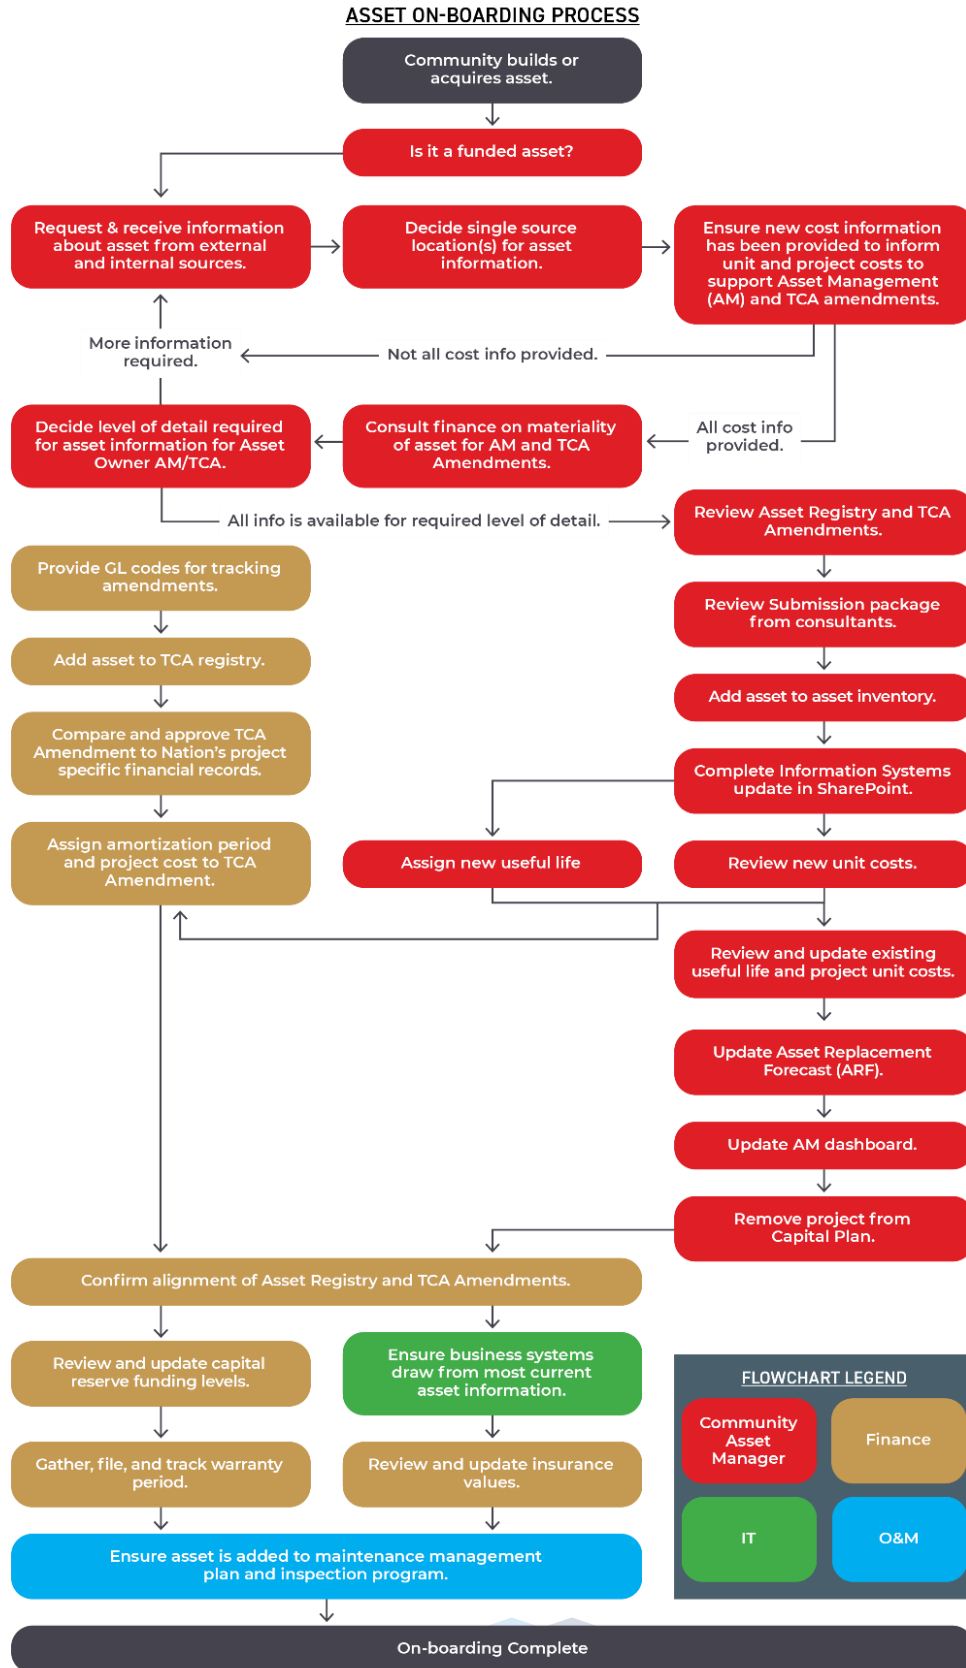 ASSET ON-BOARDING PROCESS
Community builds or
acquires asset.
Is it a funded asset?
Request & receive information
about asset from external
and internal sources.
Decide single source
location(s) for asset
information.
Ensure new cost information
has been provided to inform
unit and project costs to
support Asset Management
(AM) and TCA amendments.
More information
required.
Not all cost info provided.
Decide level of detail required
for asset information for Asset
Owner AM/TCA.
Consult finance on materiality
of asset for AM and TCA
Amendments.
All cost info
provided.
All info is available for required level of detail.
Review Asset Registry and TCA
Amendments.
Provide GL codes for tracking
amendments.
Review Submission package
from consultants.
Add asset to TCA registry.
Add asset to asset inventory.
Compare and approve TCA
Amendment to Nation's project
specific financial records.
Complete Information Systems
update in SharePoint.
Assign amortization period
and project cost to TCA
Amendment.
Assign new useful life
Review new unit costs.
Review and update existing
useful life and project unit costs.
Update Asset Replacement
Forecast (ARF).
Update AM dashboard.
Remove project from
Capital Plan.
Confirm alignment of Asset Registry and TCA Amendments.
Review and update capital
reserve funding levels.
Ensure business systems
draw from most current
asset information.
Gather, file, and track warranty
period.
Review and update insurance
values.
Ensure asset is added to maintenance management
plan and inspection program.
On-boarding Complete
FLOWCHART LEGEND
Community
Asset
Manager
Finance
IT
O&M